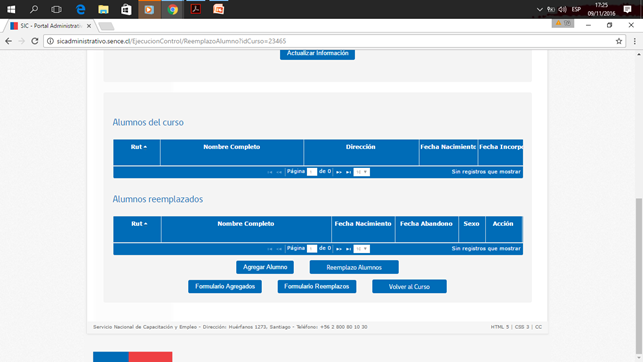 17:25
ESP
09/11/2016
SIC - Portal Administrati
sicadministrativo.sence.cl/EjecucionControl/ReemplazoAlumno?idCurso=23465
Actualizar Información
Alumnos del curso
Rut Nombre Completo Dirección Fecha Nacimiento Fecha Incorpo
Página de 0 Sin registros que mostrar
Alumnos reemplazados
Rut Nombre Completo Fecha Nacimiento Fecha Abandono Sexo Acción
Página de 0 Sin registros que mostrar
Agregar Alumno Reemplazo Alumnos
Formulario Agregados Formulario Reemplazos Volver al Curso
Servicio Nacional de Capacitación y Empleo - Dirección: Huérfanos 1273, Santiago - Teléfono: +56 2 800 80 10 30 HTML 5 | CSS 3 | CC